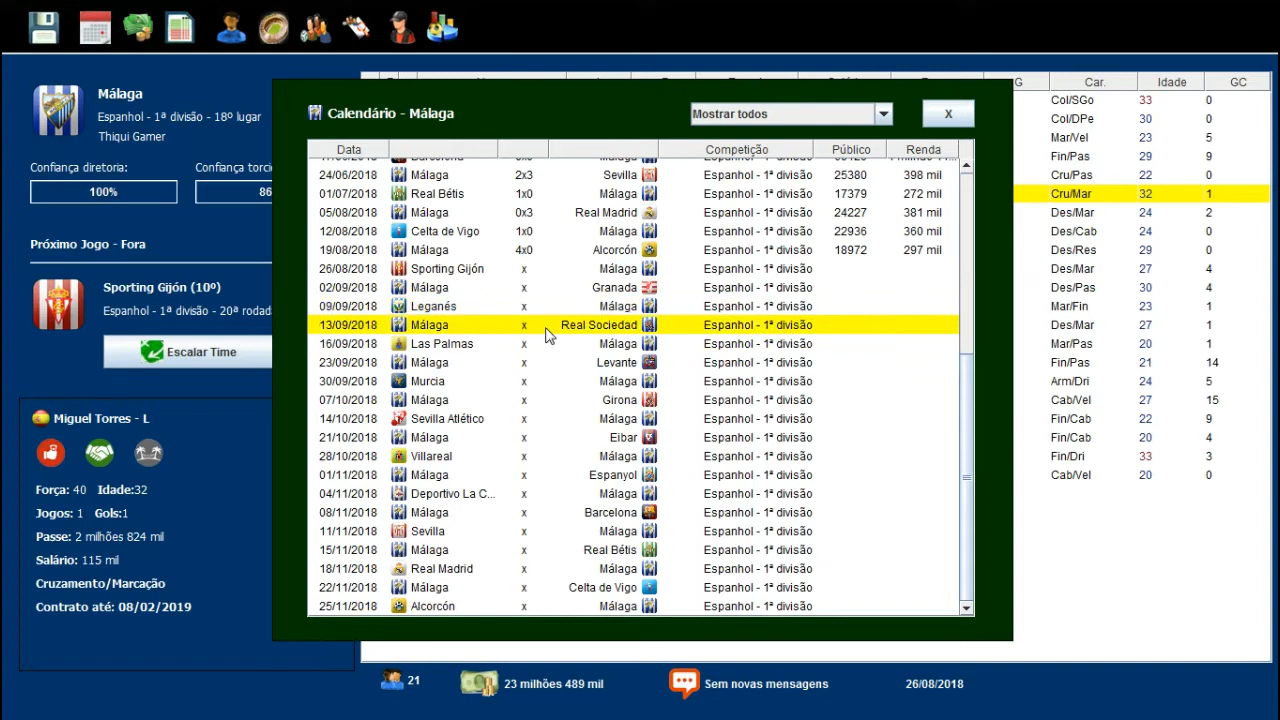 Málaga
Espanhol - 1ª divisão - 18º lugar
Thiqui Gamer
Confiança diretoria:
Confiança torcio
100%
86
Próximo Jogo - Fora
Sporting Gijón (10º)
Espanhol - 1ª divisão - 20ª rodad
Escalar Time
Miguel Torres - L
Força: 40 Idade:32
Jogos: 1 Gols:1
Passe: 2 milhões 824 mil
Salário: 115 mil
Cruzamento/Marcação
Contrato até: 08/02/2019
Calendário - Málaga
Mostrar todos
X
Data Competição Público Renda
24/06/2018 Málaga 2x3 Sevilla Espanhol - 1ª divisão 25380 398 mil
01/07/2018 Real Bétis 1x0 Málaga Espanhol - 1ª divisão 17379 272 mil
05/08/2018 Málaga 0x3 Real Madrid Espanhol - 1ª divisão 24227 381 mil
12/08/2018 Celta de Vigo 1x0 Málaga Espanhol - 1ª divisão 22936 360 mil
19/08/2018 Málaga 4x0 Alcorcón Espanhol - 1ª divisão 18972 297 mil
26/08/2018 Sporting Gijón x Málaga Espanhol - 1ª divisão
02/09/2018 Málaga x Granada Espanhol - 1ª divisão
09/09/2018 Leganés x Málaga Espanhol - 1ª divisão
13/09/2018 Málaga x Real Sociedad Espanhol - 1ª divisão
16/09/2018 Las Palmas x Málaga Espanhol - 1ª divisão
23/09/2018 Málaga x Levante Espanhol - 1ª divisão
30/09/2018 Murcia x Málaga Espanhol - 1ª divisão
07/10/2018 Málaga x Girona Espanhol - 1ª divisão
14/10/2018 Sevilla Atlético x Málaga Espanhol - 1ª divisão
21/10/2018 Málaga x Eibar Espanhol - 1ª divisão
28/10/2018 Villareal x Málaga Espanhol - 1ª divisão
01/11/2018 Málaga x Espanyol Espanhol - 1ª divisão
04/11/2018 Deportivo La C... x Málaga Espanhol - 1ª divisão
08/11/2018 Málaga x Barcelona Espanhol - 1ª divisão
11/11/2018 Sevilla x Málaga Espanhol - 1ª divisão
15/11/2018 Málaga x Real Bétis Espanhol - 1ª divisão
18/11/2018 Real Madrid x Málaga Espanhol - 1ª divisão
22/11/2018 Málaga x Celta de Vigo Espanhol - 1ª divisão
25/11/2018 Alcorcón x Málaga Espanhol - 1ª divisão
G Car. Idade GC
Col/SGo 33 0
Col/DPe 30 0
Mar/Vel 23 5
Fin/Pas 29 9
Cru/Pas 22 0
Cru/Mar 32 1
Des/Mar 24 2
Des/Cab 24 0
Des/Res 29 0
Des/Mar 27 4
Des/Pas 30 4
Mar/Fin 23 1
Des/Mar 27 1
Mar/Pas 20 1
Fin/Pas 21 14
Arm/Dri 24 5
Cab/Vel 27 15
Fin/Cab 22 9
Fin/Cab 20 4
Fin/Dri 33 3
Cab/Vel 20 0
21
23 milhões 489 mil
Sem novas mensagens
26/08/2018